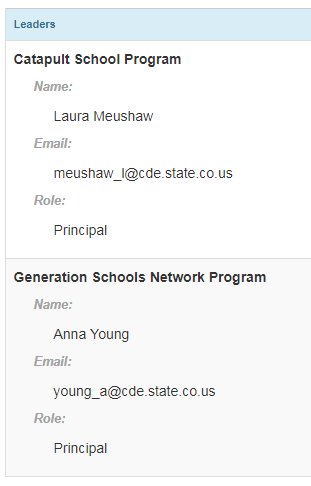 Leaders
Catapult School Program
Name:
Laura Meushaw
Email:
meushaw_l@cde.state.co.us
Role:
Principal
Generation Schools Network Program
Name:
Anna Young
Email:
young_a@cde.state.co.us
Role:
Principal